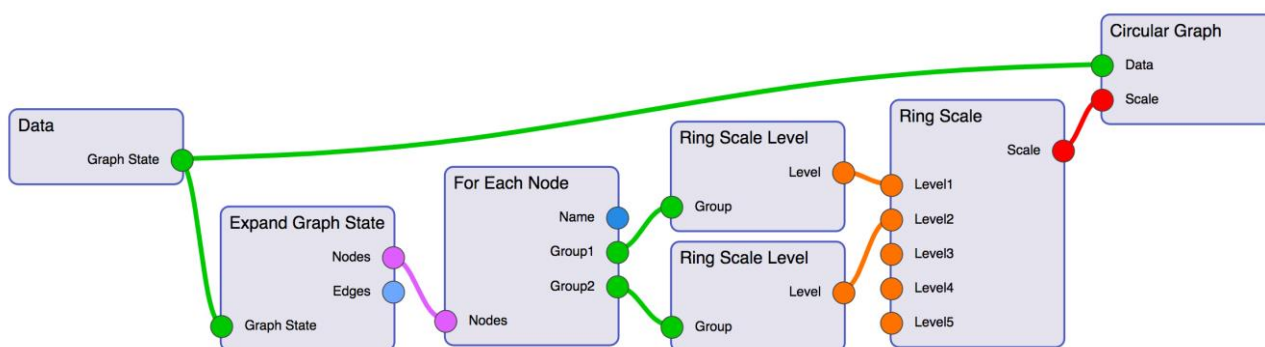 Data
Graph State
Expand Graph State
Nodes
Edges
Graph State
For Each Node
Name
Group1
Group2
Nodes
Ring Scale Level
Level
Group
Ring Scale Level
Level
Group
Ring Scale
Scale
Level1
Level2
Level3
Level4
Level5
Circular Graph
Data
Scale